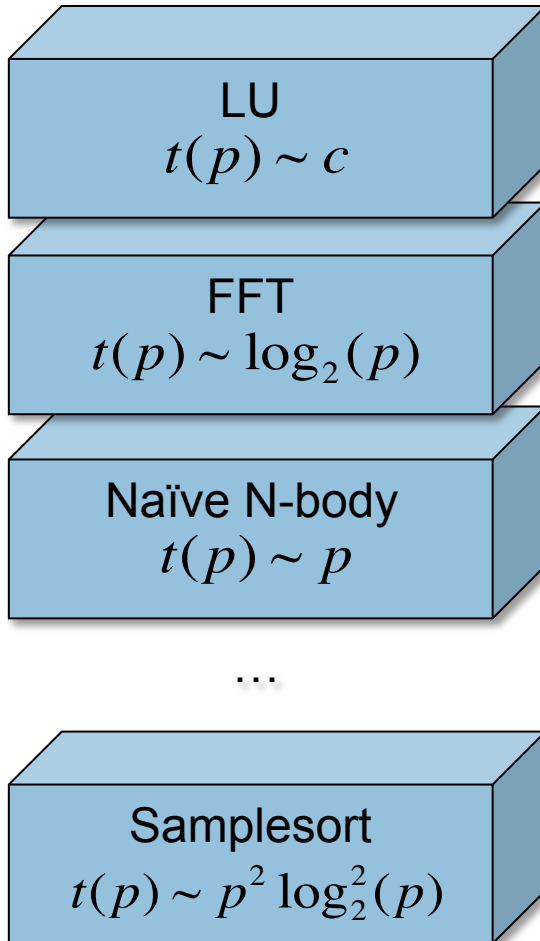 LU
t(p) ~ c
FFT
t(p) ~ log₂(p)
Naïve N-body
t(p) ~ p
...
Samplesort
t(p) ~ p² log₂²(p)